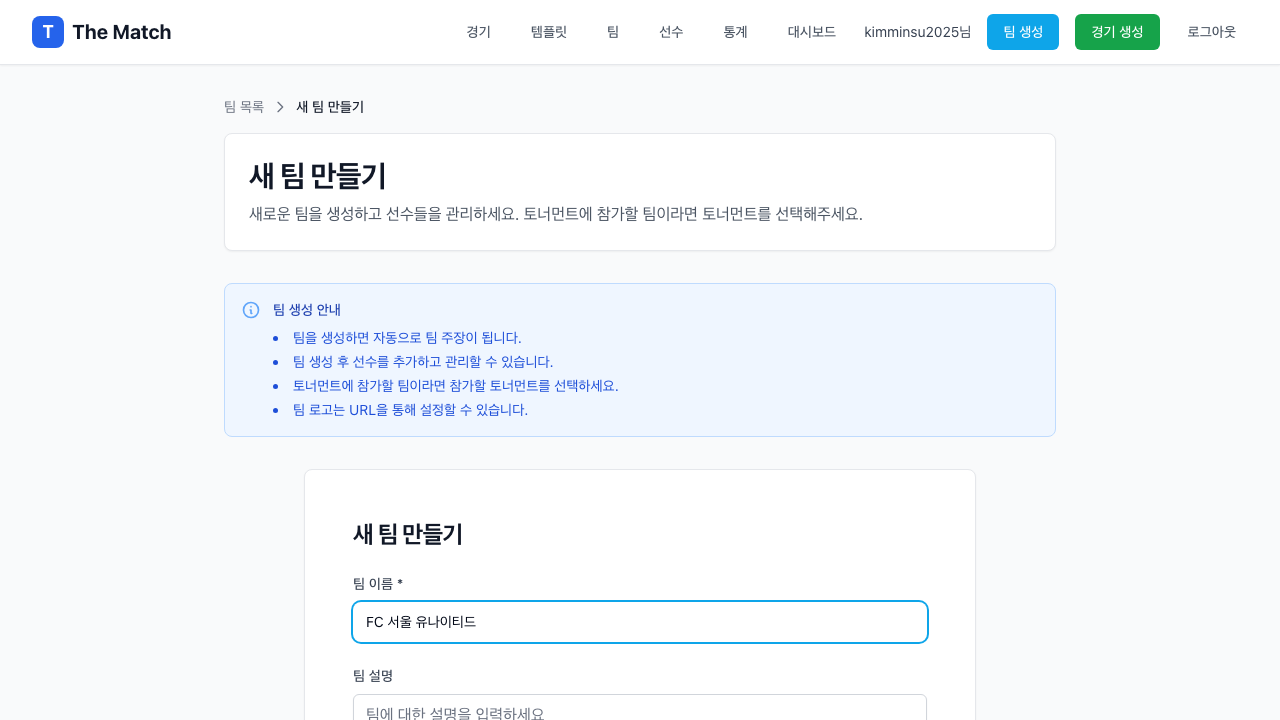 T The Match
경기 템플릿 팀 선수 통계 대시보드 kimminsu2025님 팀 생성 경기 생성 로그아웃
팀 목록 새 팀 만들기
새 팀 만들기
새로운 팀을 생성하고 선수들을 관리하세요. 토너먼트에 참가할 팀이라면 토너먼트를 선택해주세요.
팀 생성 안내
팀을 생성하면 자동으로 팀 주장이 됩니다.
팀 생성 후 선수를 추가하고 관리할 수 있습니다.
토너먼트에 참가할 팀이라면 참가할 토너먼트를 선택하세요.
팀 로고는 URL을 통해 설정할 수 있습니다.
새 팀 만들기
팀 이름 *
FC 서울 유나이티드
팀 설명
팀에 대한 설명을 입력하세요